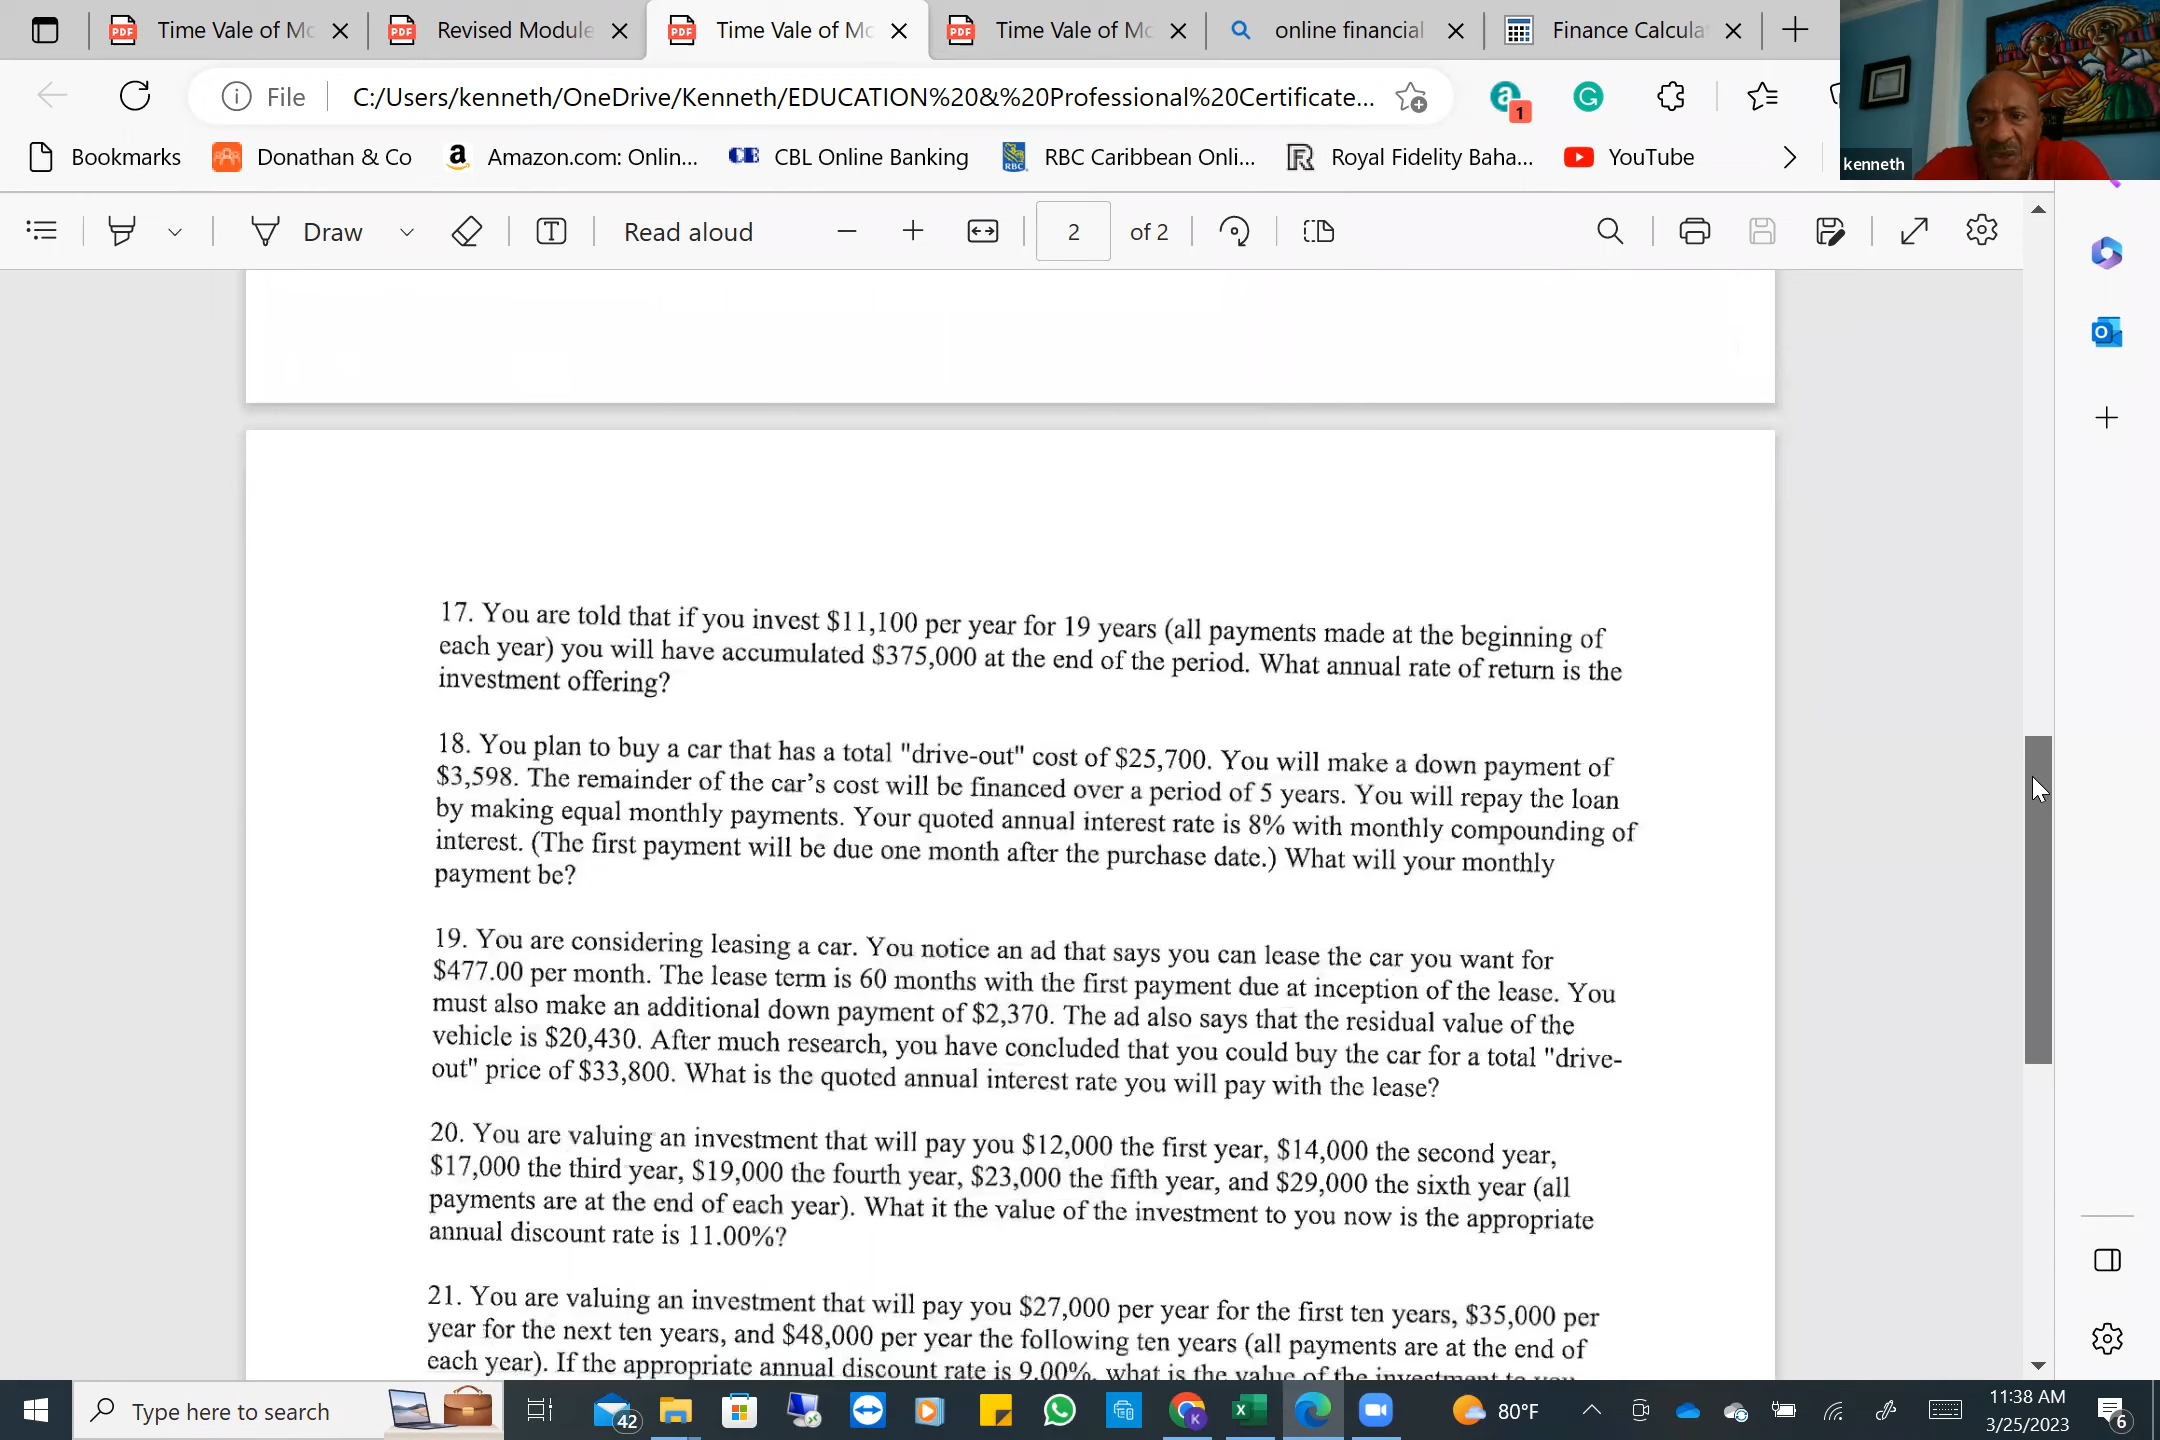 Time Vale of Mc
Revised Module
Time Vale of Mc
Time Vale of Mc
online financial
Finance Calcula
File
C:/Users/kenneth/OneDrive/Kenneth/EDUCATION%20&%20Professional%20Certificate...
1
Bookmarks
Donathan & Co
Amazon.com: Onlin...
CBL Online Banking
RBC Caribbean Onli...
Royal Fidelity Baha...
YouTube
kenneth
Draw
Read aloud
2
of 2
17. You are told that if you invest $11,100 per year for 19 years (all payments made at the beginning of
each year) you will have accumulated $375,000 at the end of the period. What annual rate of return is the
investment offering?
18. You plan to buy a car that has a total "drive-out" cost of $25,700. You will make a down payment of
$3,598. The remainder of the car's cost will be financed over a period of 5 years. You will repay the loan
by making equal monthly payments. Your quoted annual interest rate is 8% with monthly compounding of
interest. (The first payment will be due one month after the purchase date.) What will your monthly
payment be?
19. You are considering leasing a car. You notice an ad that says you can lease the car you want for
$477.00 per month. The lease term is 60 months with the first payment due at inception of the lease. You
must also make an additional down payment of $2,370. The ad also says that the residual value of the
vehicle is $20,430. After much research, you have concluded that you could buy the car for a total "drive-
out" price of $33,800. What is the quoted annual interest rate you will pay with the lease?
20. You are valuing an investment that will pay you $12,000 the first year, $14,000 the second year,
$17,000 the third year, $19,000 the fourth year, $23,000 the fifth year, and $29,000 the sixth year (all
payments are at the end of each year). What it the value of the investment to you now is the appropriate
annual discount rate is 11.00%?
21. You are valuing an investment that will pay you $27,000 per year for the first ten years, $35,000 per
year for the next ten years, and $48,000 per year the following ten years (all payments are at the end of
each year). If the appropriate annual discount rate is 9.00%, what is the value of the investment to you
Type here to search
42
80°F
11:38 AM
3/25/2023
6